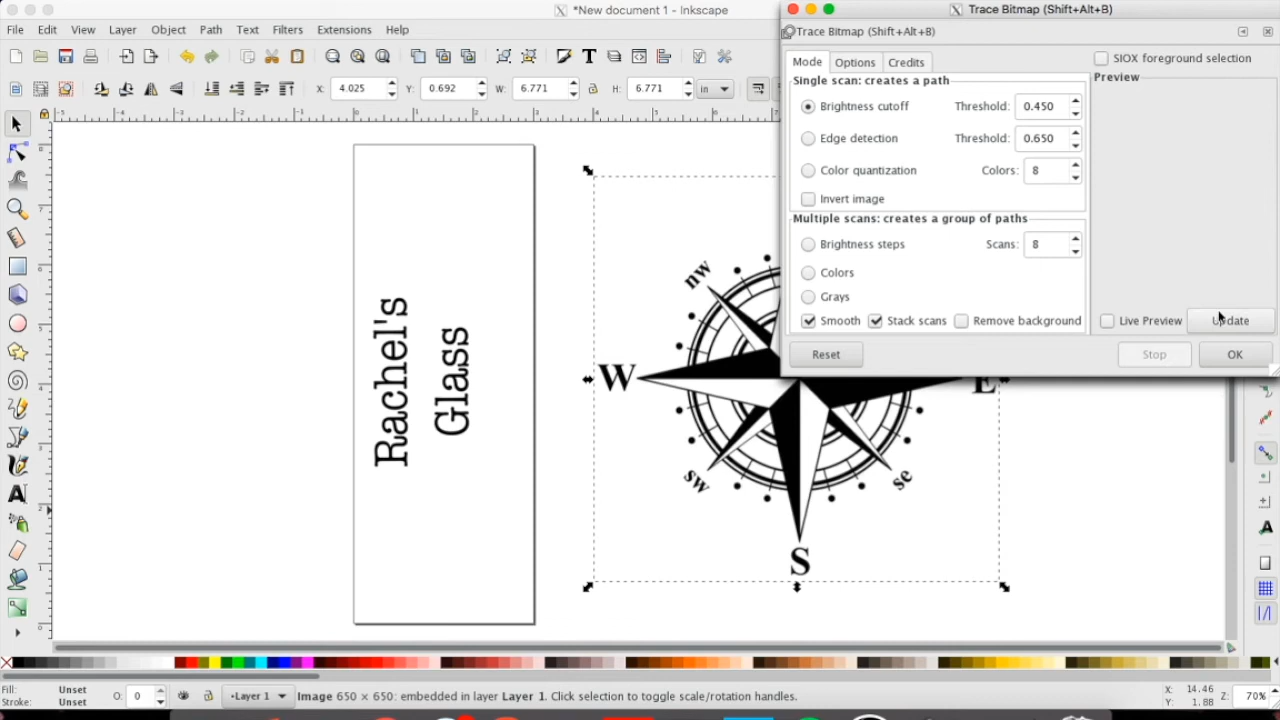 *New document 1 - Inkscape
Trace Bitmap (Shift+Alt+B)
File Edit View Layer Object Path Text Filters Extensions Help
Trace Bitmap (Shift+Alt+B)
Mode Options Credits
SIOX foreground selection
Single scan: creates a path
Preview
X: 4.025 Y: 0.692 W: 6.771 H: 6.771 in
Brightness cutoff Threshold: 0.450
Edge detection Threshold: 0.650
Color quantization Colors: 8
Invert image
Multiple scans: creates a group of paths
Brightness steps Scans: 8
Colors
Grays
Smooth Stack scans Remove background
Live Preview Update
Reset Stop OK
Rachel's
Glass
nw
W
E
sw
se
S
Fill: Unset
Stroke: Unset
O: 0
Layer 1
Image 650 × 650: embedded in layer Layer 1. Click selection to toggle scale/rotation handles.
X: 14.46
Y: 1.88
Z: 70%